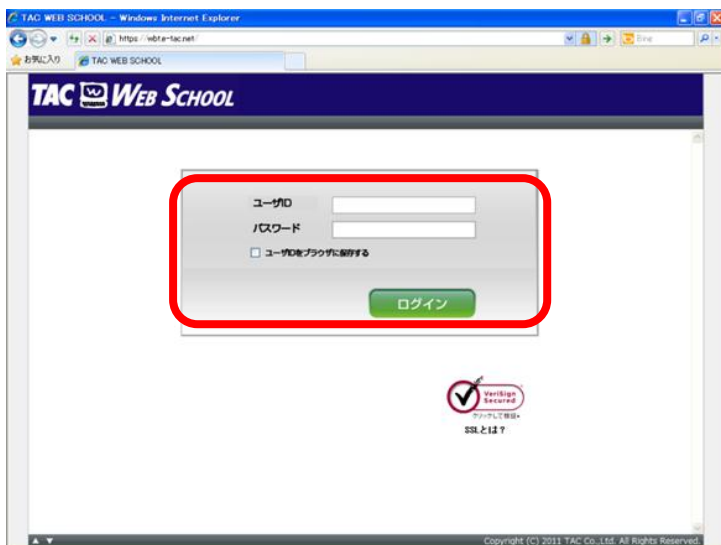 TAC WEB SCHOOL - Windows Internet Explorer
https://wbt.e-tac.net/
Bing
お気に入り
TAC WEB SCHOOL
TAC WEB SCHOOL
ユーザID
パスワード
ユーザIDをブラウザに保存する
ログイン
VeriSign
Secured
クリックして検証
SSLとは？
Copyright (C) 2011 TAC Co.,Ltd. All Rights Reserved.